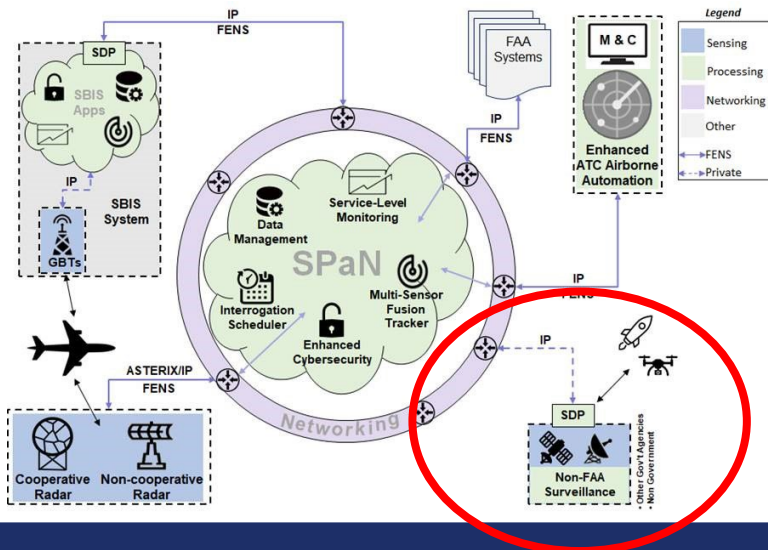 IP
FENS
SDP
SBIS
Apps
IP
SBIS
System
GBTs
FAA
Systems
IP
FENS
M & C
Enhanced
ATC Airborne
Automation
Legend
Sensing
Processing
Networking
Other
FENS
Private
Data
Management
Service-Level
Monitoring
SPaN
Interrogation
Scheduler
Multi-Sensor
Fusion
Tracker
Enhanced
Cybersecurity
IP
FENS
ASTERIX/IP
FENS
Networking
Cooperative
Radar
Non-cooperative
Radar
IP
SDP
Non-FAA
Surveillance
• Other Gov't Agencies
• Non Government